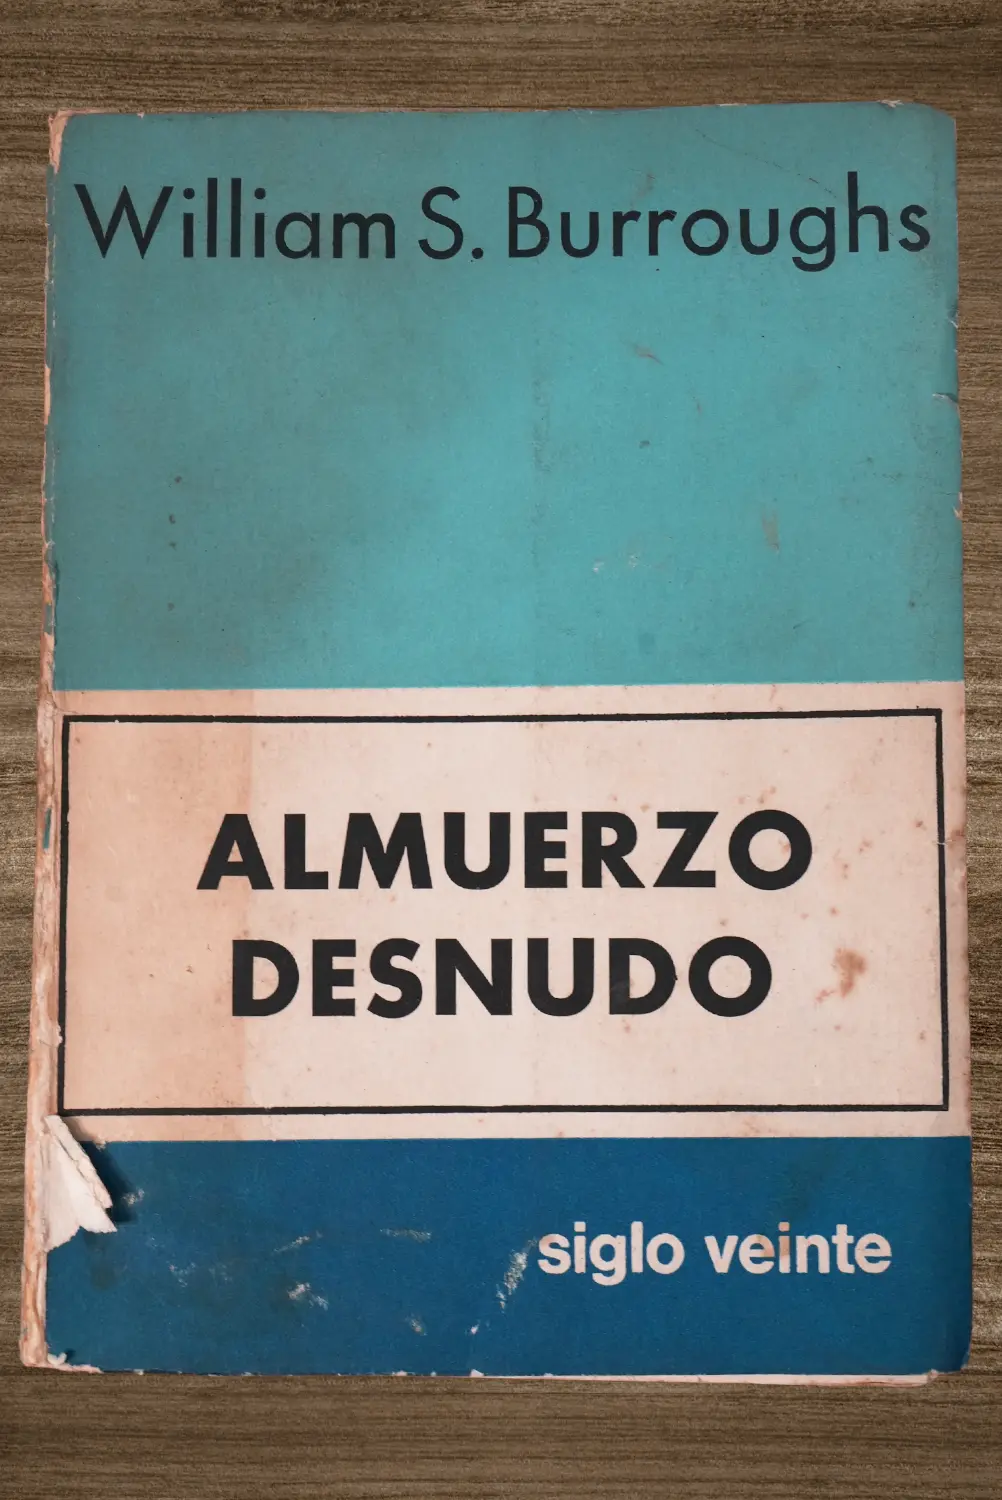 William S. Burroughs
ALMUERZO
DESNUDO
siglo veinte